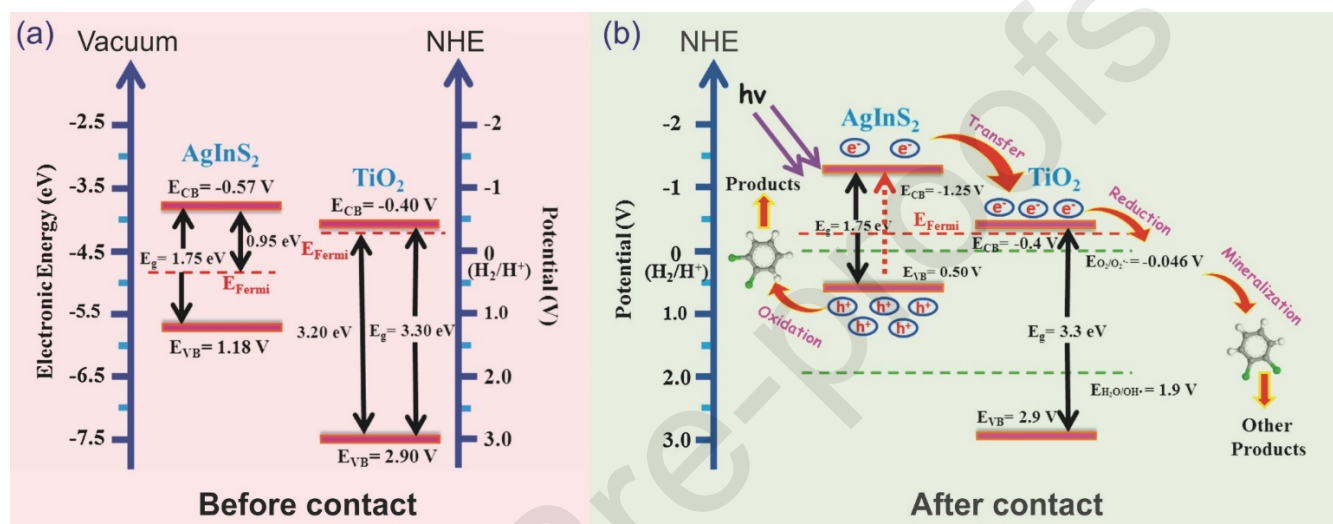 (a)
Vacuum
NHE
Electronic Energy (eV)
-2.5
-3.5
-4.5
-5.5
-6.5
-7.5
AgInS2
ECB= -0.57 V
0.95 eV
Eg= 1.75 eV
EFermi
EVB= 1.18 V
TiO2
ECB= -0.40 V
EFermi
3.20 eV
Eg= 3.30 eV
EVB= 2.90 V
-2
-1
0
(H2/H+)
1.0
2.0
3.0
Potential (V)
Before contact
(b)
NHE
Potential (V)
-2
-1
0
(H2/H+)
1.0
2.0
3.0
hν
AgInS2
e- e-
Transfer
ECB= -1.25 V
Products
Eg= 1.75 eV
EFermi
EVB= 0.50 V
h+ h+ h+
h+ h+
Oxidation
TiO2
e- e- e-
Reduction
ECB= -0.4 V
EO2/O2•-= -0.046 V
Mineralization
Eg= 3.3 eV
EH2O/OH•= 1.9 V
EVB= 2.9 V
Other
Products
After contact
re-proofs